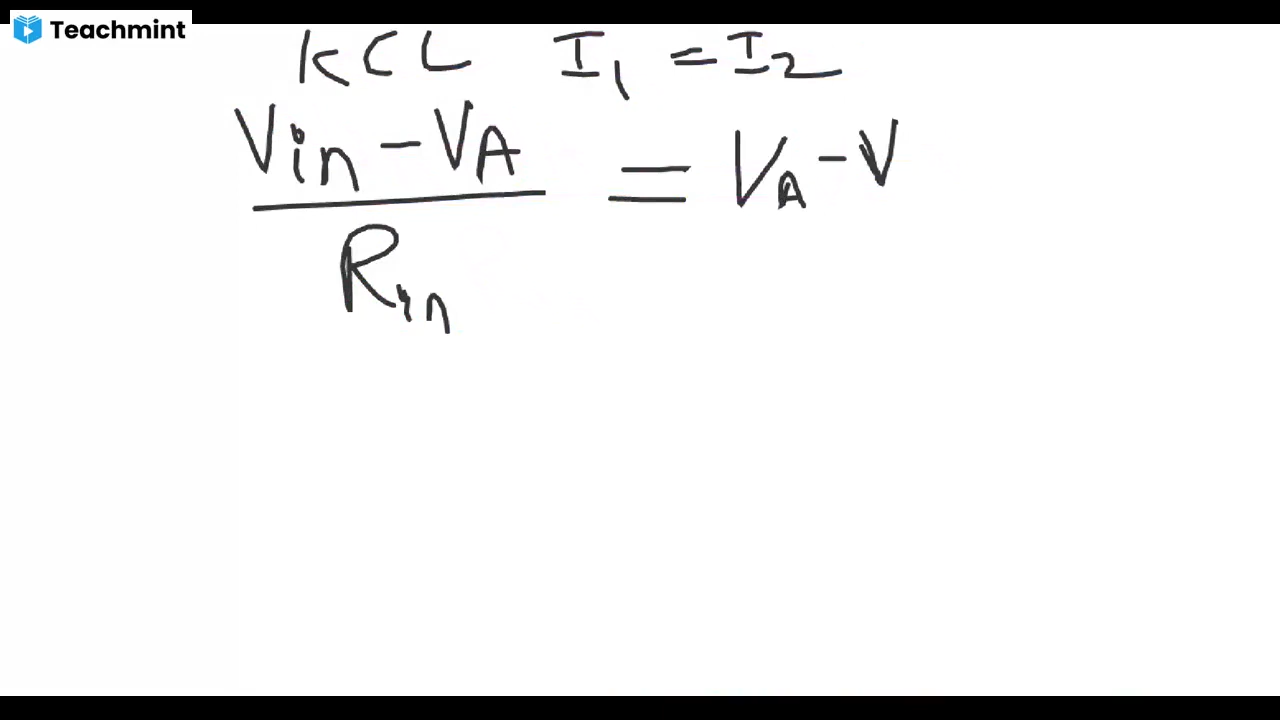 Teachmint
KCL I1 = I2
Vin - VA = VA - V
Rin